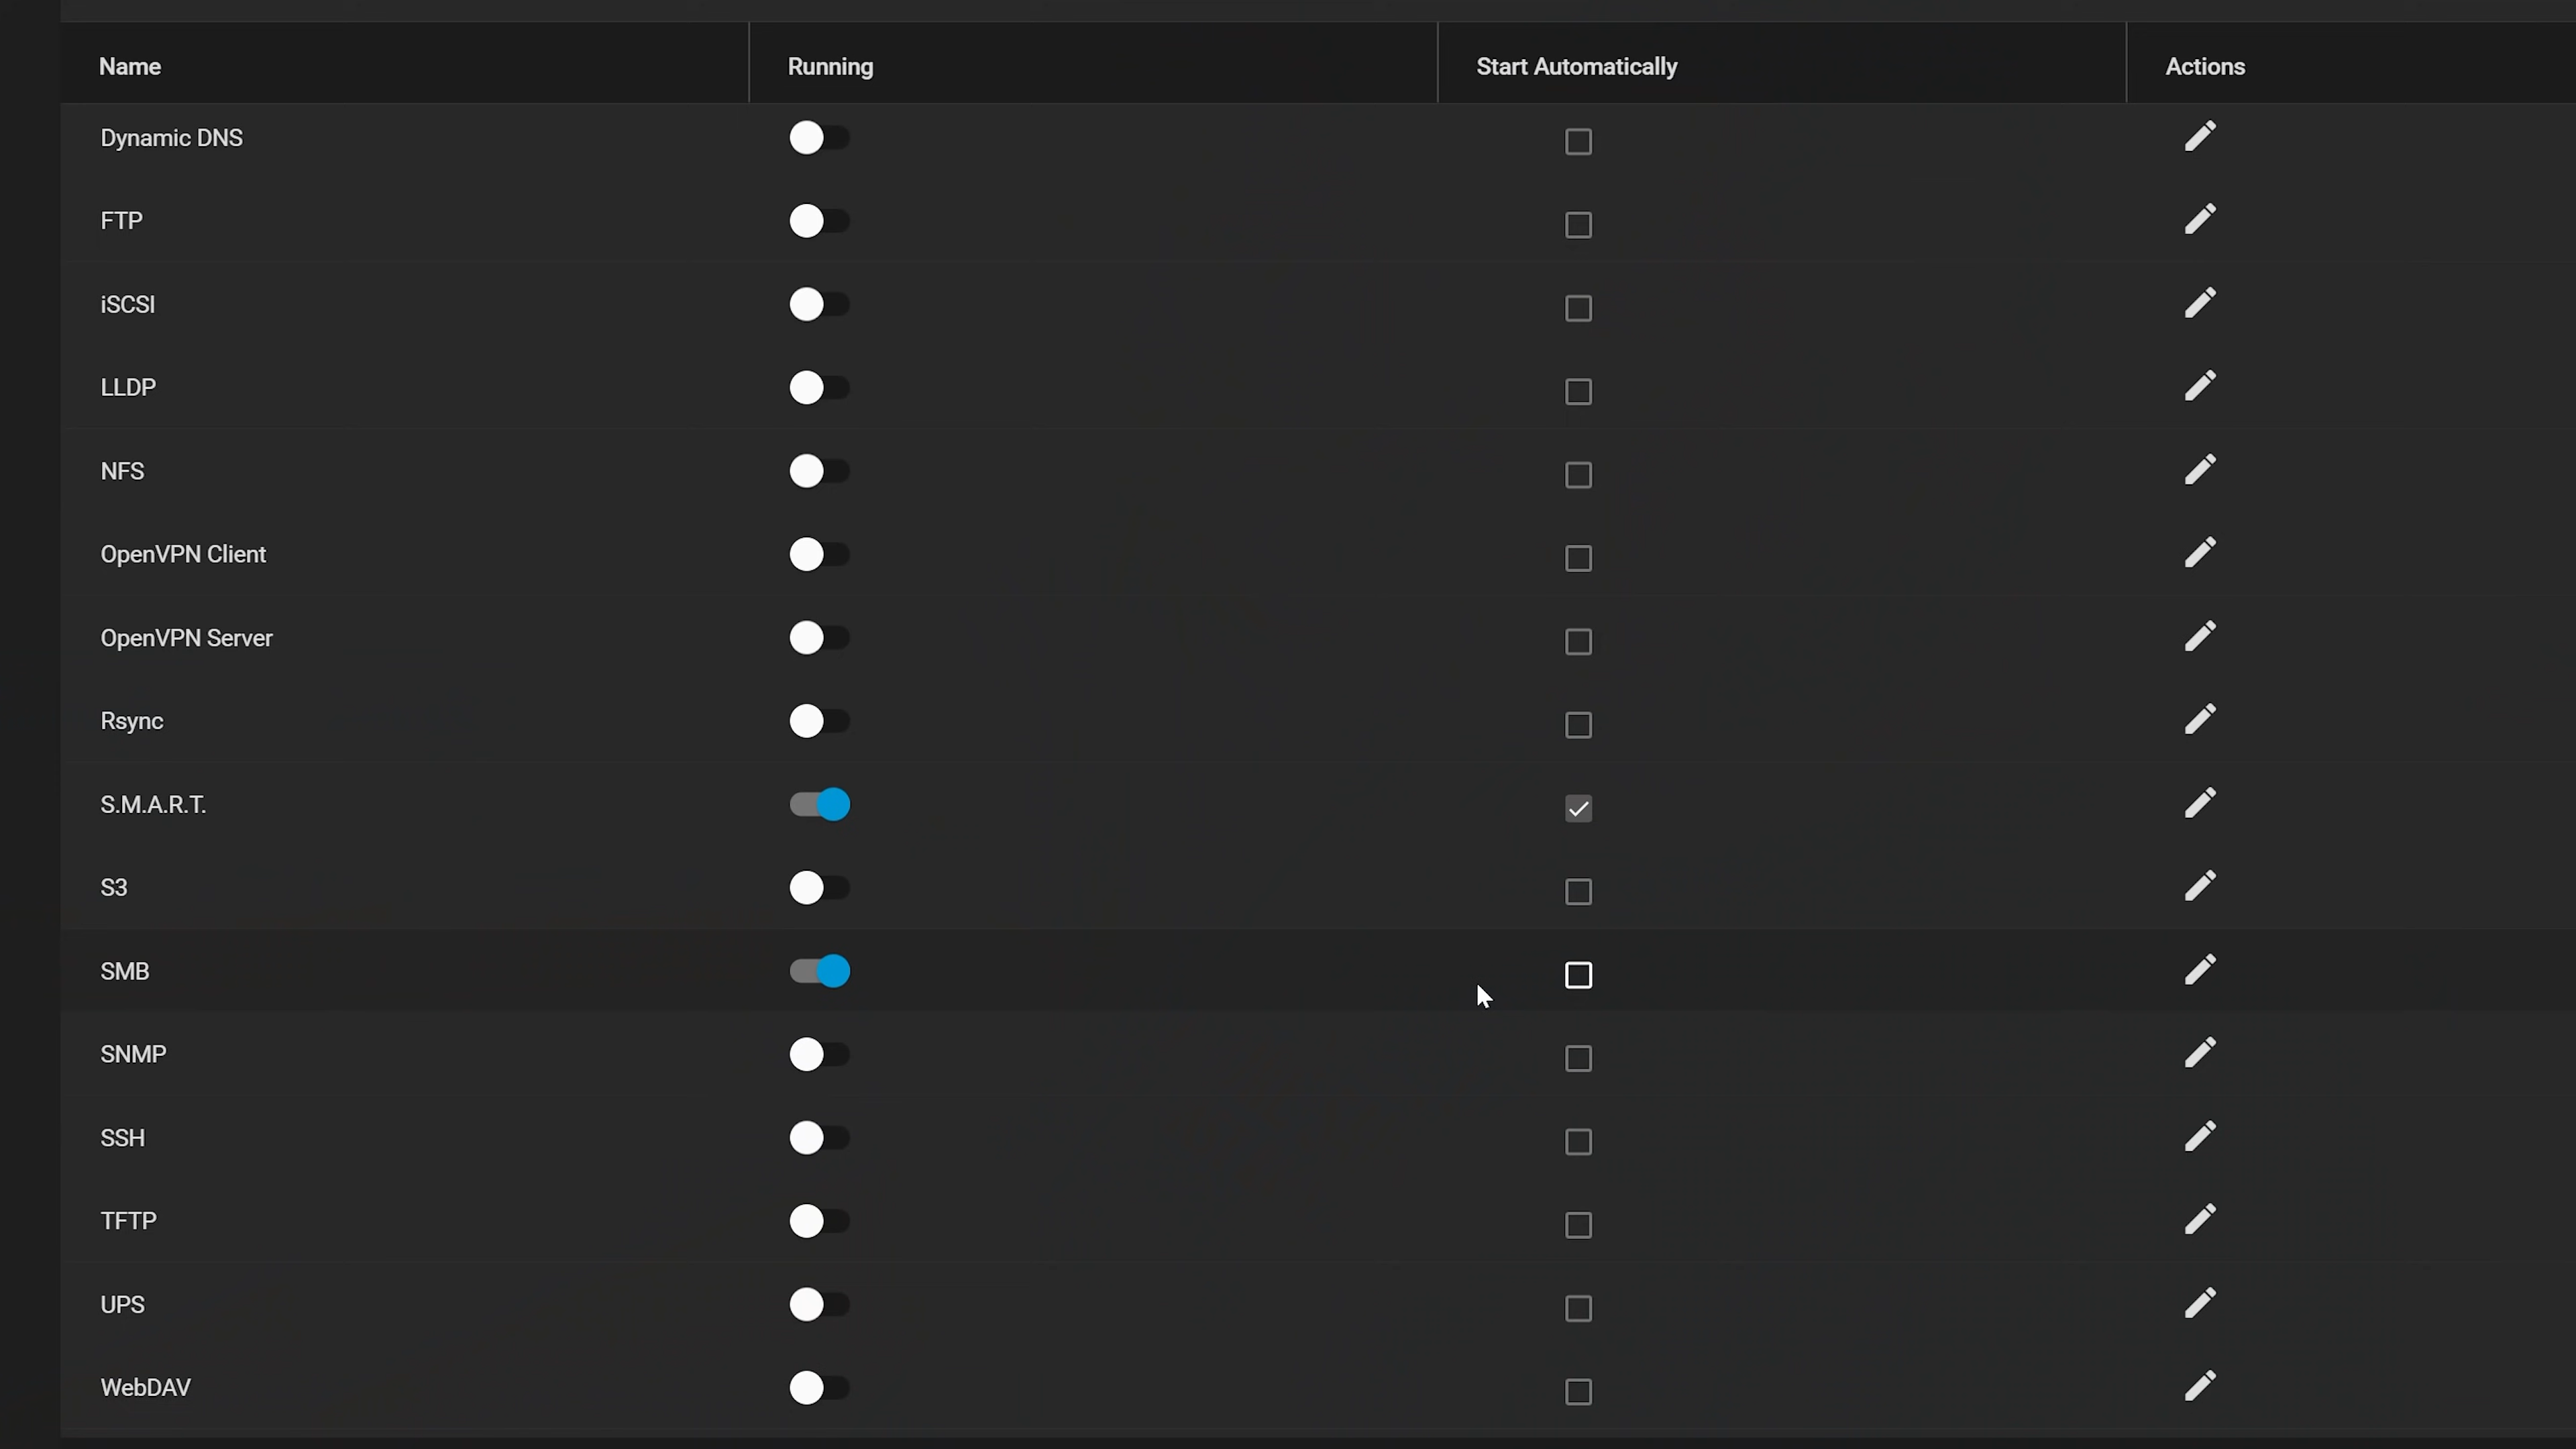 Name Running Start Automatically Actions
Dynamic DNS
FTP
iSCSI
LLDP
NFS
OpenVPN Client
OpenVPN Server
Rsync
S.M.A.R.T.
S3
SMB
SNMP
SSH
TFTP
UPS
WebDAV